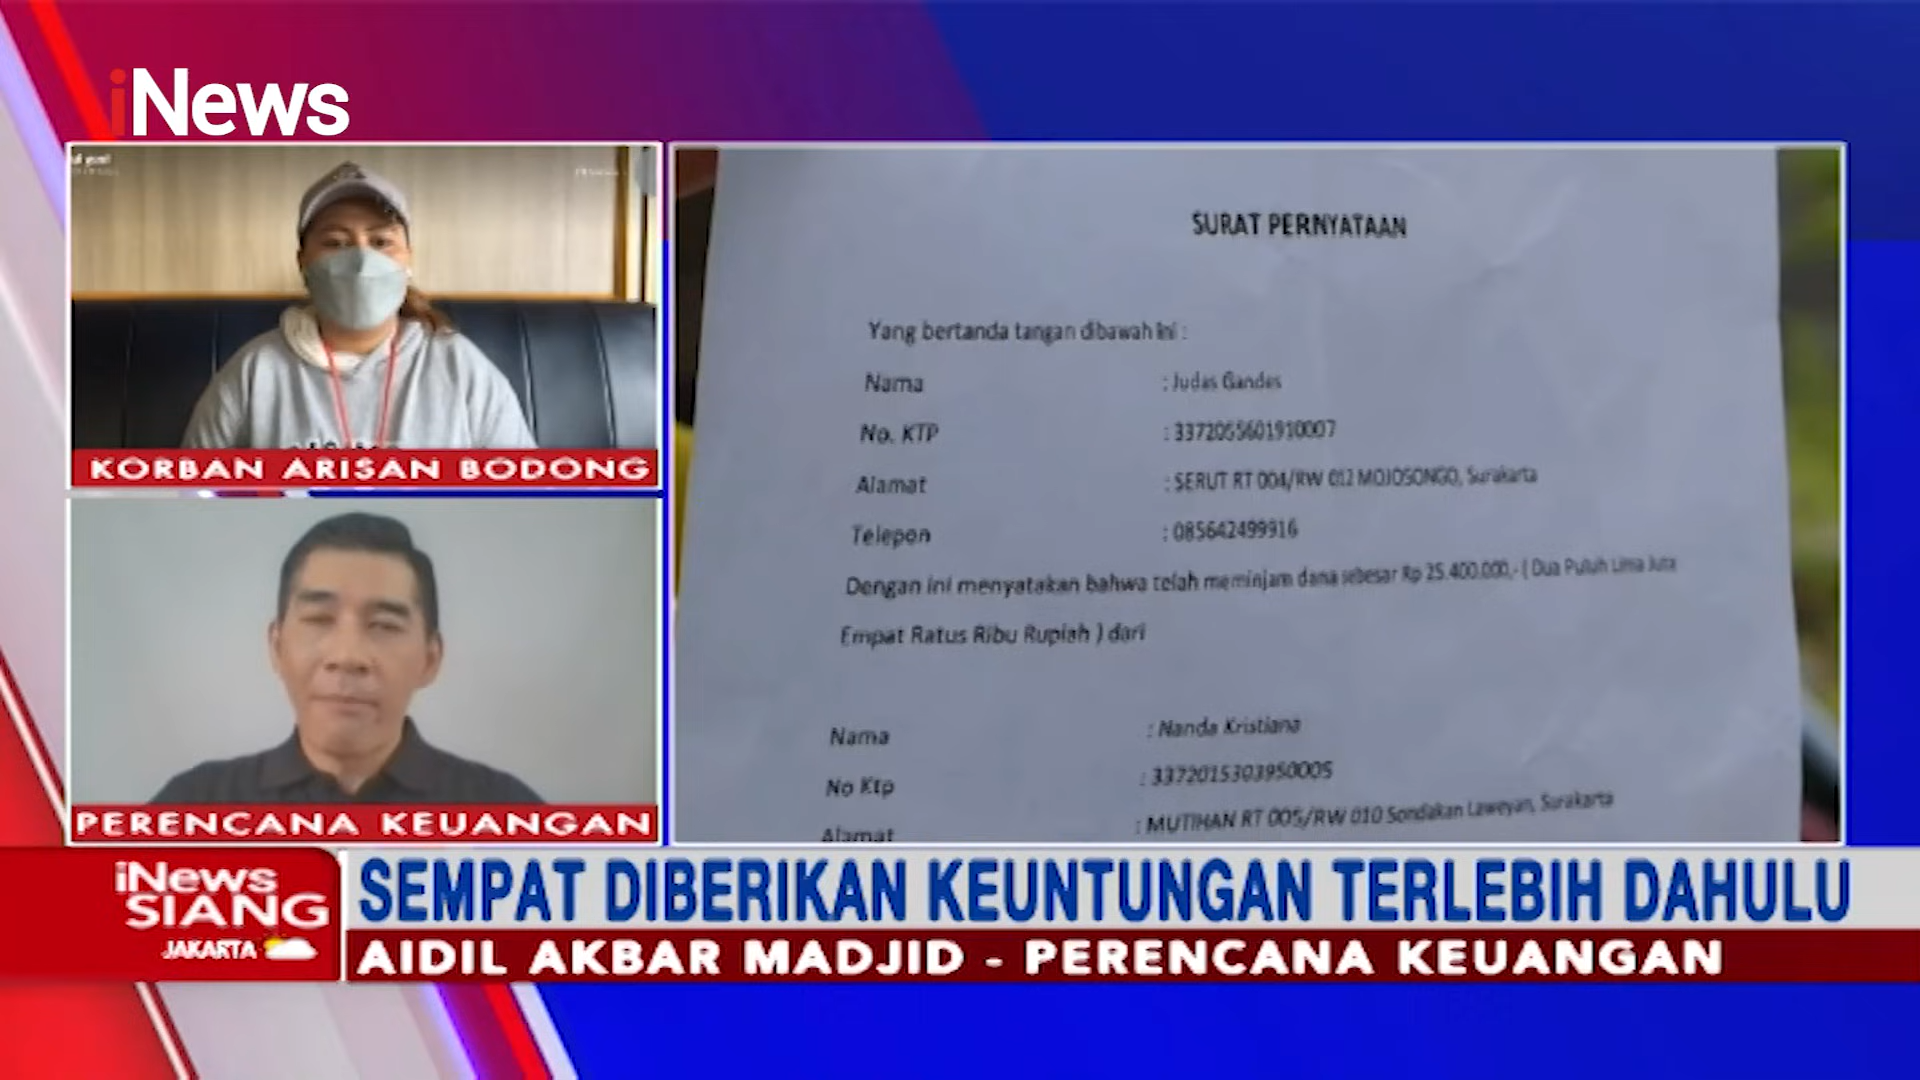 iNews
KORBAN ARISAN BODONG
PERENCANA KEUANGAN
SURAT PERNYATAAN
Yang bertanda tangan dibawah ini :
Nama : Judas Gandes
No. KTP : 3372055601910007
Alamat : SERUT RT 004/RW 012 MOJOSONGO, Surakarta
Telepon : 085642499916
Dengan ini menyatakan bahwa telah meminjam dana sebesar Rp 25.400.000,- ( Dua Puluh Lima Juta
Empat Ratus Ribu Rupiah ) dari
Nama : Nanda Kristiana
No Ktp : 3372015303950005
Alamat : MUTIHAN RT 005/RW 010 Sondakan Laweyan, Surakarta
iNews
SIANG
JAKARTA
SEMPAT DIBERIKAN KEUNTUNGAN TERLEBIH DAHULU
AIDIL AKBAR MADJID - PERENCANA KEUANGAN